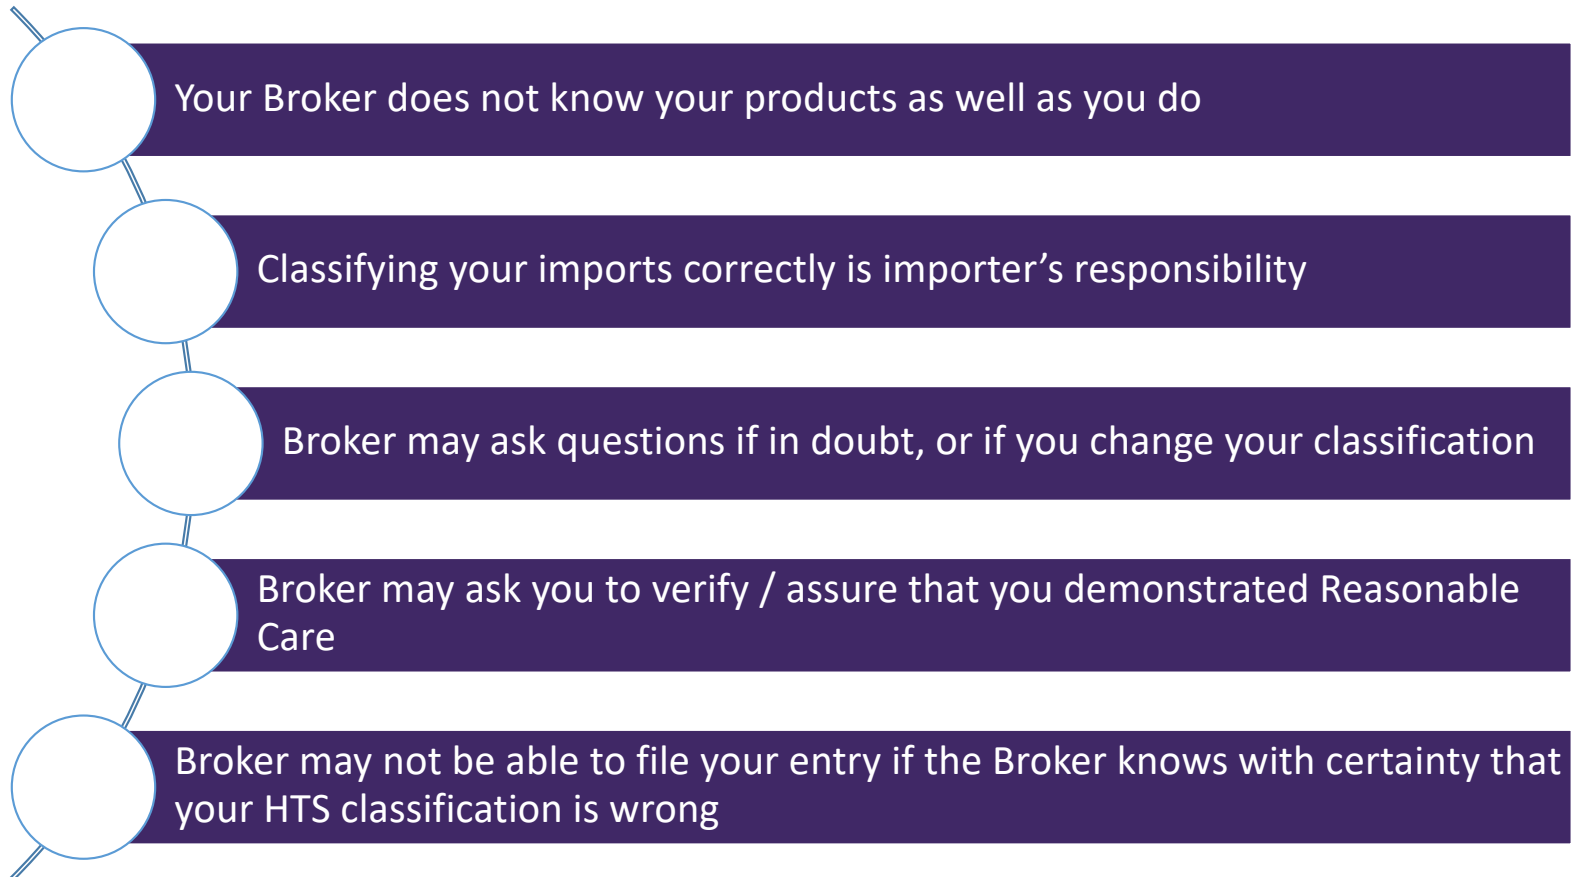 Your Broker does not know your products as well as you do
Classifying your imports correctly is importer’s responsibility
Broker may ask questions if in doubt, or if you change your classification
Broker may ask you to verify / assure that you demonstrated Reasonable
Care
Broker may not be able to file your entry if the Broker knows with certainty that
your HTS classification is wrong